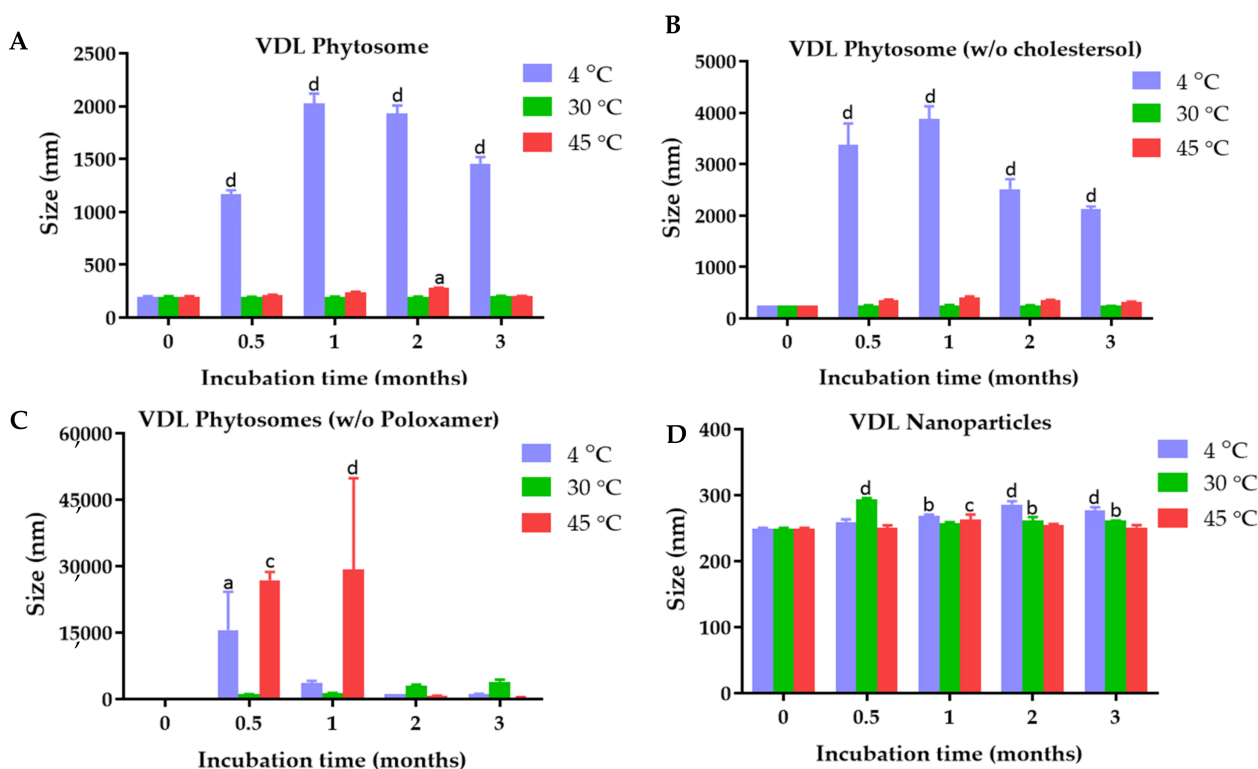 A
VDL Phytosome
2500
2000
1500
1000
500
0
Size (nm)
d
d
d
d
a
0 0.5 1 2 3
Incubation time (months)
4 °C
30 °C
45 °C
B
VDL Phytosome (w/o cholestersol)
5000
4000
3000
2000
1000
0
Size (nm)
d
d
d
d
0 0.5 1 2 3
Incubation time (months)
4 °C
30 °C
45 °C
C
VDL Phytosomes (w/o Poloxamer)
60000
45000
30000
15000
0
Size (nm)
a
c
d
0 0.5 1 2 3
Incubation time (months)
4 °C
30 °C
45 °C
D
VDL Nanoparticles
400
300
200
100
0
Size (nm)
d
b c
d b
d b
0 0.5 1 2 3
Incubation time (months)
4 °C
30 °C
45 °C